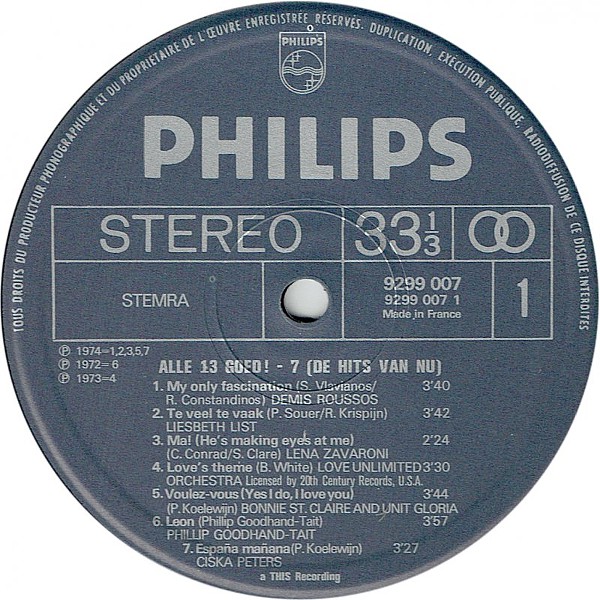 TOUS DROITS DU PRODUCTEUR PHONOGRAPHIQUE ET DU PROPRIETAIRE DE L'ŒUVRE ENREGISTRÉE RÉSERVÉS. DUPLICATION, EXECUTION PUBLIQUE, RADIODIFFUSION DE CE DISQUE INTERDITES
PHILIPS
PHILIPS
STEREO 33 1/3
STEMRA
9299 007
9299 007 1
Made in France
1
Ⓟ 1974=1,2,3,5,7
Ⓟ 1972=6
Ⓟ 1973=4
ALLE 13 GOED! - 7 (DE HITS VAN NU)
1. My only fascination (S. Vlavianos/ 3'40
R. Constandinos) DEMIS ROUSSOS
2. Te veel te vaak (P. Souer/R. Krispijn) 3'42
LIESBETH LIST
3. Ma! (He's making eyes at me) 2'24
(C. Conrad/S. Clare) LENA ZAVARONI
4. Love's theme (B. White) LOVE UNLIMITED 3'30
ORCHESTRA Licensed by 20th Century Records, U.S.A.
5. Voulez-vous (Yes I do, I love you) 3'44
(P. Koelewijn) BONNIE ST. CLAIRE AND UNIT GLORIA
6. Leon (Phillip Goodhand-Tait) 3'57
PHILLIP GOODHAND-TAIT
7. España mañana (P. Koelewijn) 3'27
CISKA PETERS
a THIS Recording